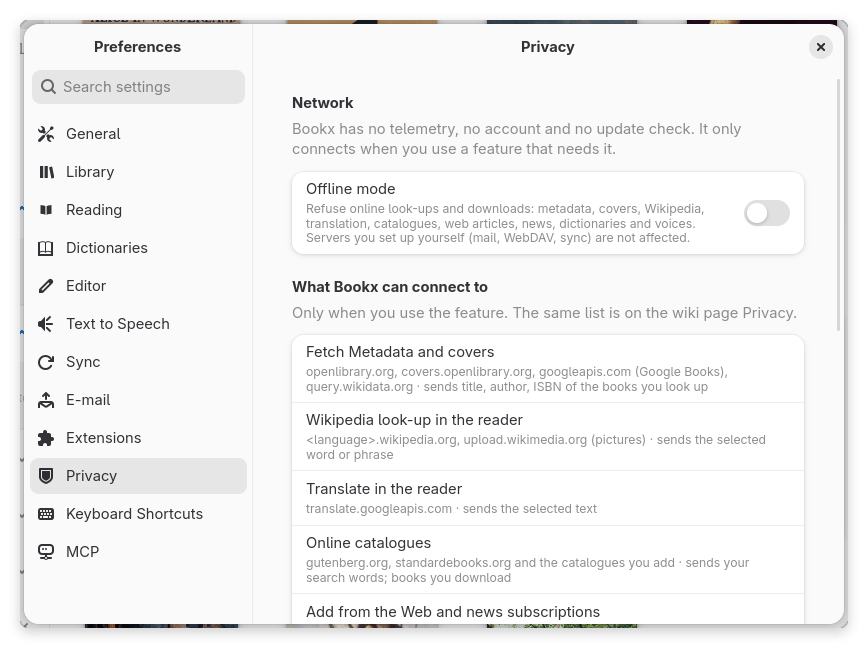 Preferences
Search settings
General
Library
Reading
Dictionaries
Editor
Text to Speech
Sync
E-mail
Extensions
Privacy
Keyboard Shortcuts
MCP
Privacy
Network
Bookx has no telemetry, no account and no update check. It only
connects when you use a feature that needs it.
Offline mode
Refuse online look-ups and downloads: metadata, covers, Wikipedia,
translation, catalogues, web articles, news, dictionaries and voices.
Servers you set up yourself (mail, WebDAV, sync) are not affected.
What Bookx can connect to
Only when you use the feature. The same list is on the wiki page Privacy.
Fetch Metadata and covers
openlibrary.org, covers.openlibrary.org, googleapis.com (Google Books),
query.wikidata.org · sends title, author, ISBN of the books you look up
Wikipedia look-up in the reader
<language>.wikipedia.org, upload.wikimedia.org (pictures) · sends the selected
word or phrase
Translate in the reader
translate.googleapis.com · sends the selected text
Online catalogues
gutenberg.org, standardebooks.org and the catalogues you add · sends your
search words; books you download
Add from the Web and news subscriptions